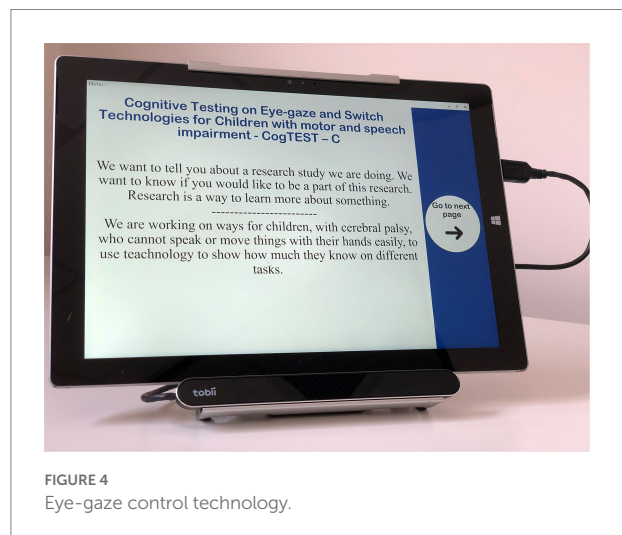 Menu
Cognitive Testing on Eye-gaze and Switch
Technologies for Children with motor and speech
impairment - CogTEST – C
We want to tell you about a research study we are doing. We
want to know if you would like to be a part of this research.
Research is a way to learn more about something.
------------------------
We are working on ways for children, with cerebral palsy,
who cannot speak or move things with their hands easily, to
use teachnology to show how much they know on different
tasks.
Go to next
page
tobii
FIGURE 4
Eye-gaze control technology.